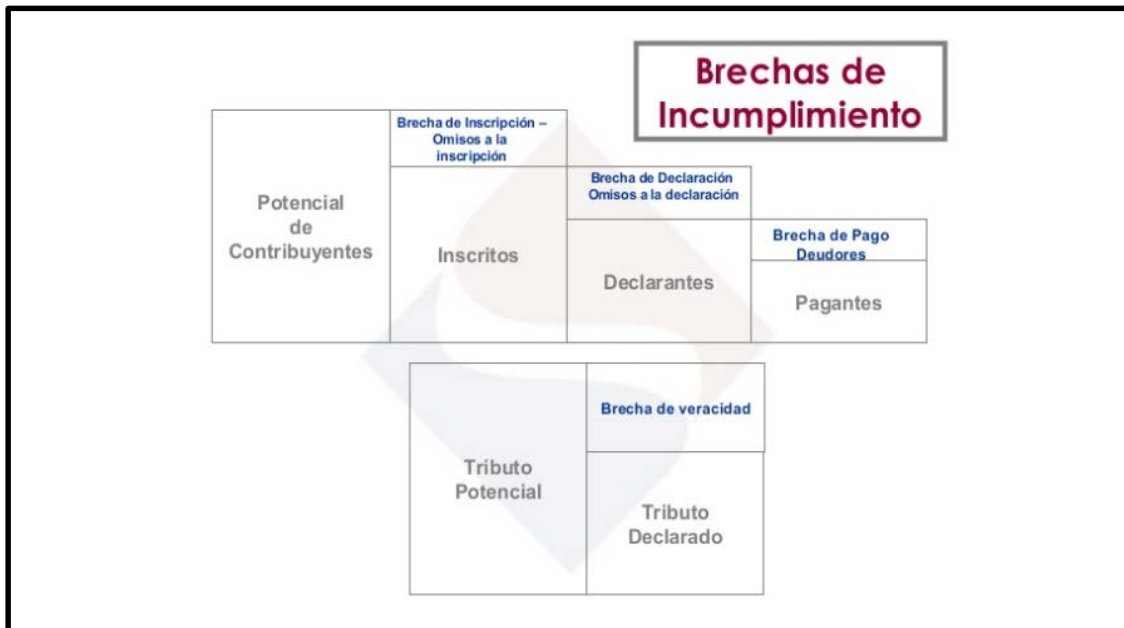 Brechas de
Incumplimiento
Brecha de Inscripción –
Omisos a la
inscripción
Brecha de Declaración
Omisos a la declaración
Potencial
de
Contribuyentes
Inscritos
Brecha de Pago
Deudores
Declarantes
Pagantes
Brecha de veracidad
Tributo
Potencial
Tributo
Declarado